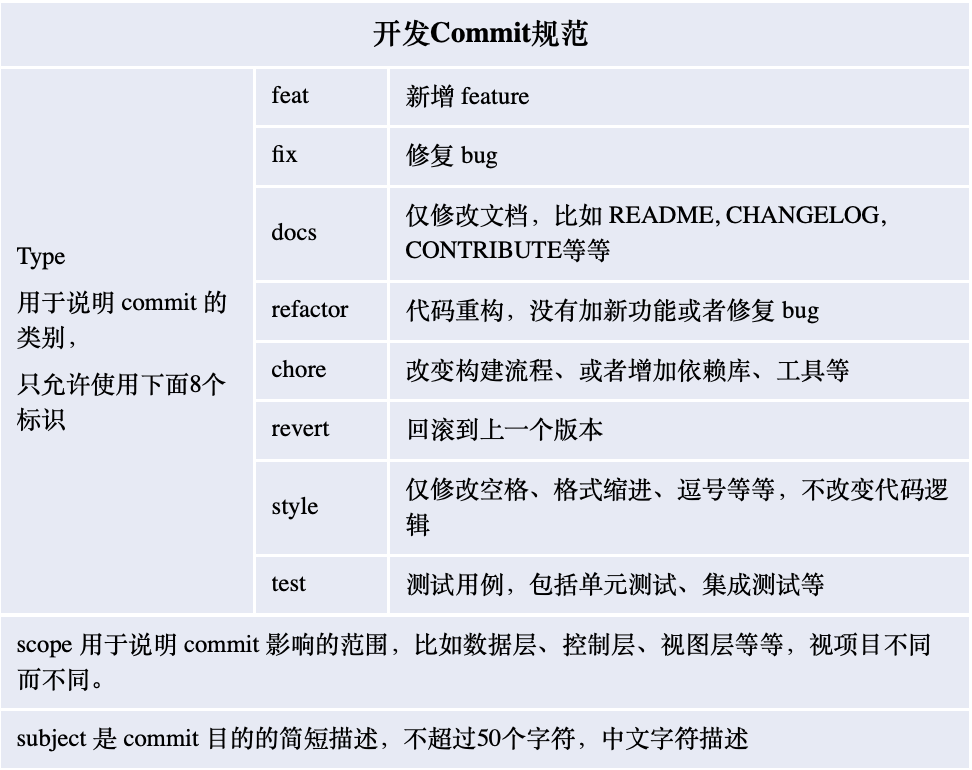 开发Commit规范
Type
用于说明 commit 的
类别，
只允许使用下面8个
标识
feat
新增 feature
fix
修复 bug
docs
仅修改文档，比如 README, CHANGELOG,
CONTRIBUTE等等
refactor
代码重构，没有加新功能或者修复 bug
chore
改变构建流程、或者增加依赖库、工具等
revert
回滚到上一个版本
style
仅修改空格、格式缩进、逗号等等，不改变代码逻
辑
test
测试用例，包括单元测试、集成测试等
scope 用于说明 commit 影响的范围，比如数据层、控制层、视图层等等，视项目不同
而不同。
subject 是 commit 目的的简短描述，不超过50个字符，中文字符描述